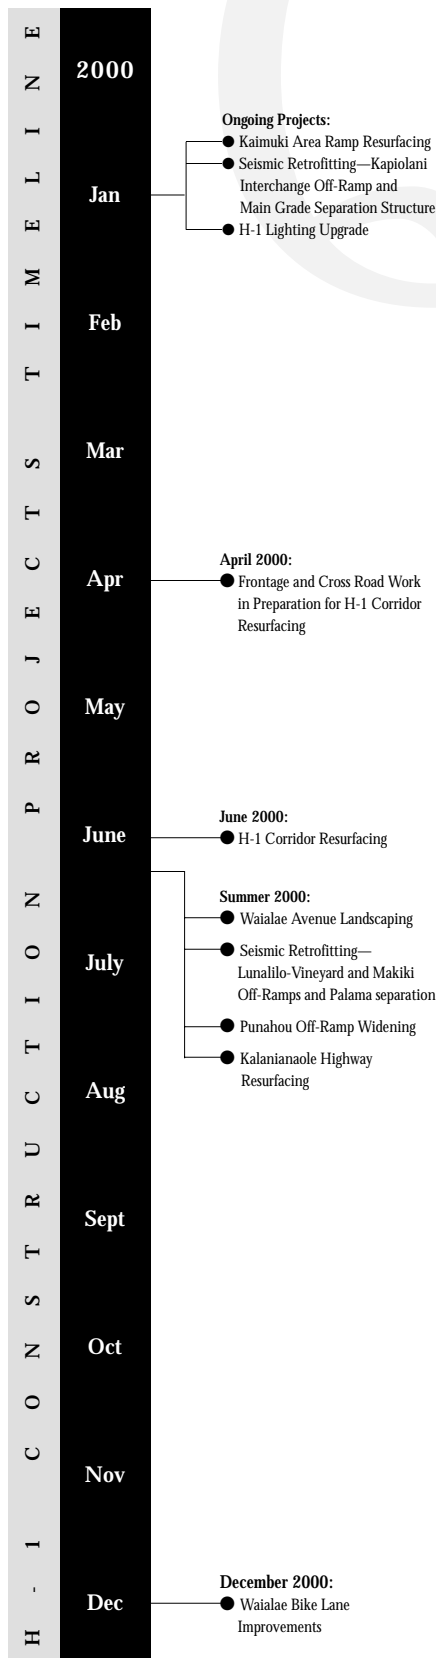 H-1 CONSTRUCTION PROJECTS TIMELINE
2000
Jan
Ongoing Projects:
Kaimuki Area Ramp Resurfacing
Seismic Retrofitting—Kapiolani
Interchange Off-Ramp and
Main Grade Separation Structure
H-1 Lighting Upgrade
Feb
Mar
Apr
April 2000:
Frontage and Cross Road Work
in Preparation for H-1 Corridor
Resurfacing
May
June
June 2000:
H-1 Corridor Resurfacing
Summer 2000:
Waialae Avenue Landscaping
Seismic Retrofitting—
Lunalilo-Vineyard and Makiki
Off-Ramps and Palama separation
Punahou Off-Ramp Widening
Kalanianaole Highway
Resurfacing
July
Aug
Sept
Oct
Nov
Dec
December 2000:
Waialae Bike Lane
Improvements